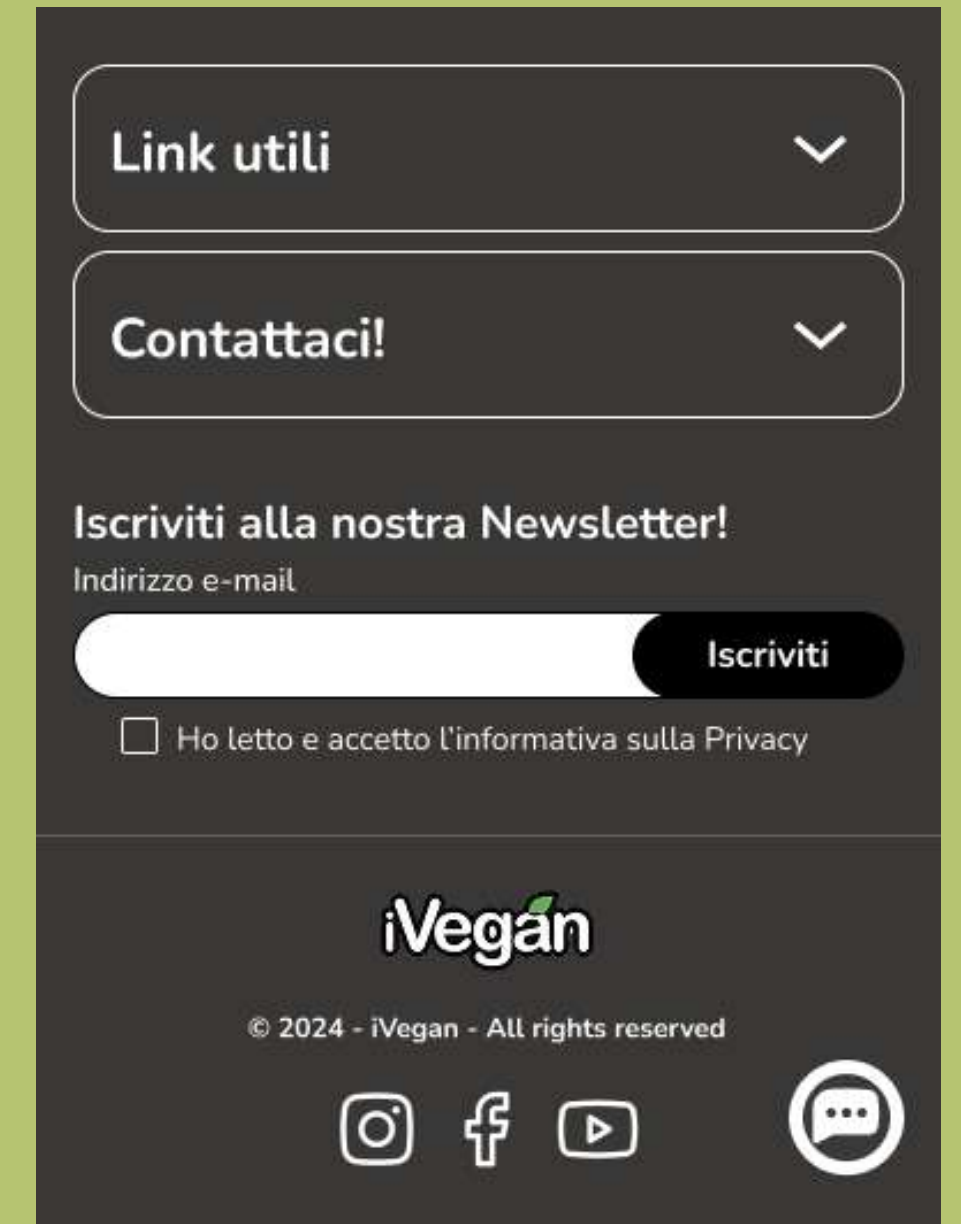 Link utili
Contattaci!
Iscriviti alla nostra Newsletter!
Indirizzo e-mail
Iscriviti
Ho letto e accetto l'informativa sulla Privacy
iVegan
© 2024 - iVegan - All rights reserved